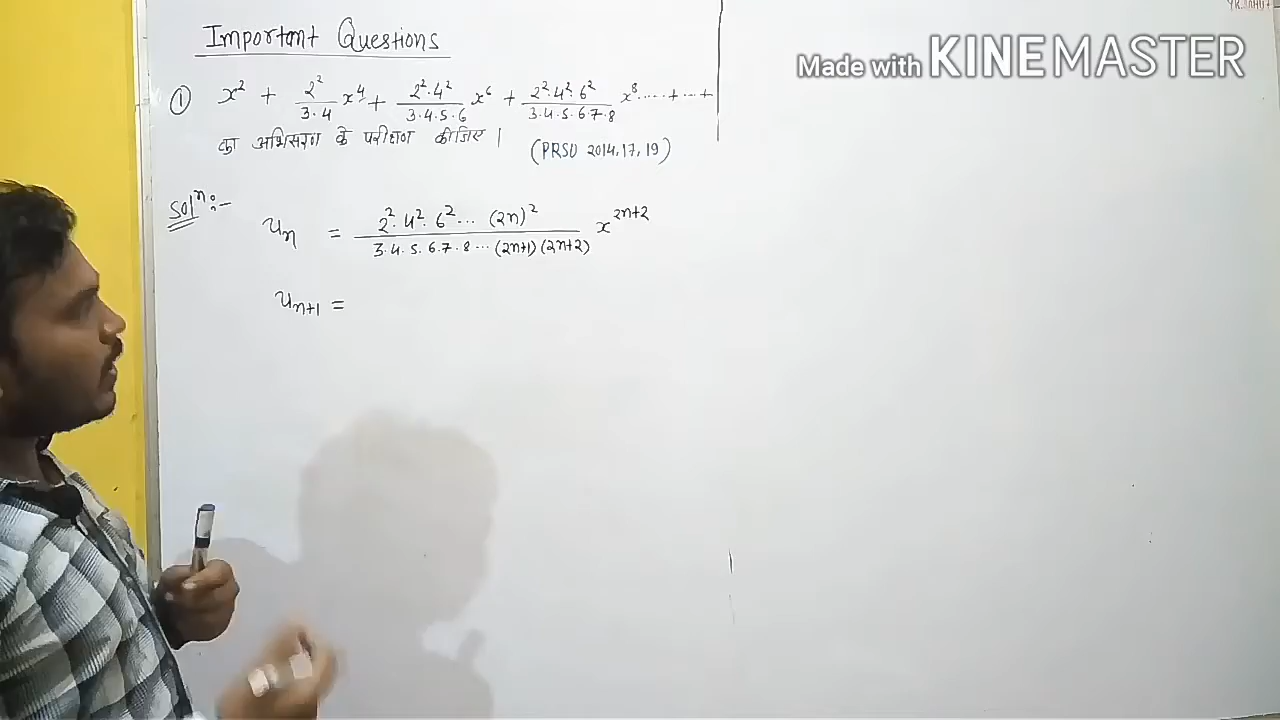 Important Questions
Made with KINEMASTER
① x² + 2²/3·4 x⁴ + 2²·4²/3·4·5·6 x⁶ + 2²·4²·6²/3·4·5·6·7·8 x⁸ .... + ... +
का अभिसरण के परीक्षण कीजिए |
(PRSU 2014, 17, 19)
Solⁿ:-
uₙ = 2²·4²·6²... (2n)²/3·4·5·6·7·8 ... (2n+1)(2n+2) x²ⁿ⁺²
uₙ₊₁ =